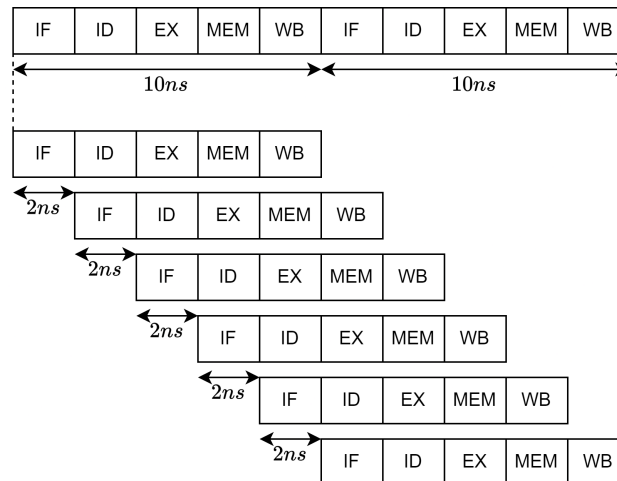 IF ID EX MEM WB IF ID EX MEM WB
10ns 10ns
IF ID EX MEM WB
2ns IF ID EX MEM WB
2ns IF ID EX MEM WB
2ns IF ID EX MEM WB
2ns IF ID EX MEM WB
2ns IF ID EX MEM WB